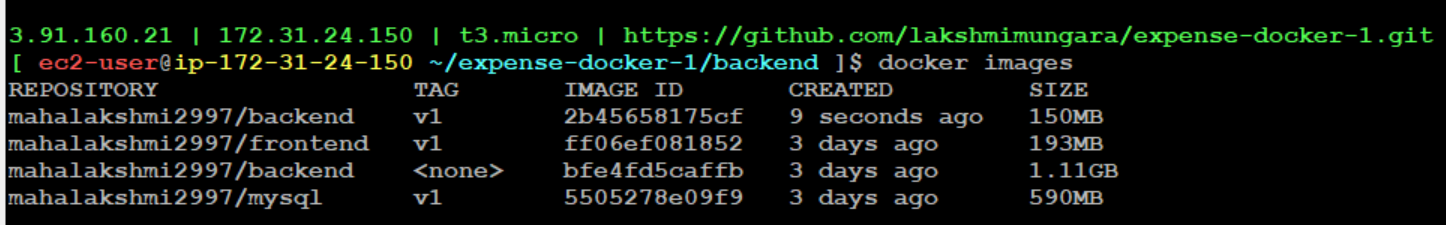 3.91.160.21 | 172.31.24.150 | t3.micro | https://github.com/lakshmimungara/expense-docker-1.git
[ ec2-user@ip-172-31-24-150 ~/expense-docker-1/backend ]$ docker images
REPOSITORY TAG IMAGE ID CREATED SIZE
mahalakshmi2997/backend v1 2b45658175cf 9 seconds ago 150MB
mahalakshmi2997/frontend v1 ff06ef081852 3 days ago 193MB
mahalakshmi2997/backend <none> bfe4fd5caffb 3 days ago 1.11GB
mahalakshmi2997/mysql v1 5505278e09f9 3 days ago 590MB